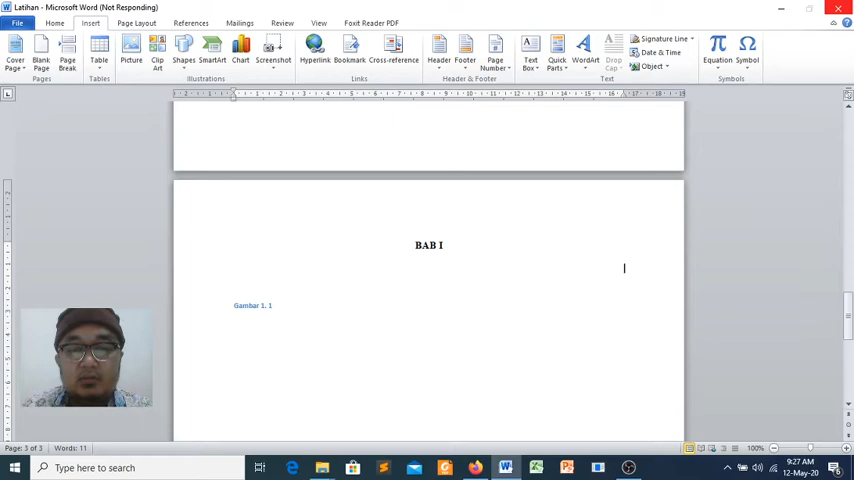 Latihan - Microsoft Word (Not Responding)
File Home Insert Page Layout References Mailings Review View Foxit Reader PDF
Cover Page Blank Page Page Break Table Picture Clip Art Shapes SmartArt Chart Screenshot Hyperlink Bookmark Cross-reference Header Footer Page Number Text Box Quick Parts WordArt Drop Cap Signature Line Date & Time Object Equation Symbol
Pages Tables Illustrations Links Header & Footer Text Symbols
BAB I
Gambar 1. 1
Page: 3 of 3 Words: 11 100%
Type here to search
9:27 AM
12-May-20